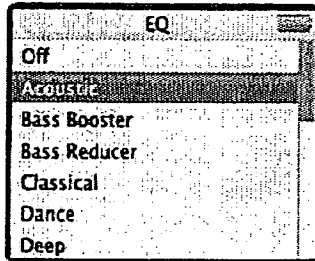 EQ
Off
Acoustic
Bass Booster
Bass Reducer
Classical
Dance
Deep